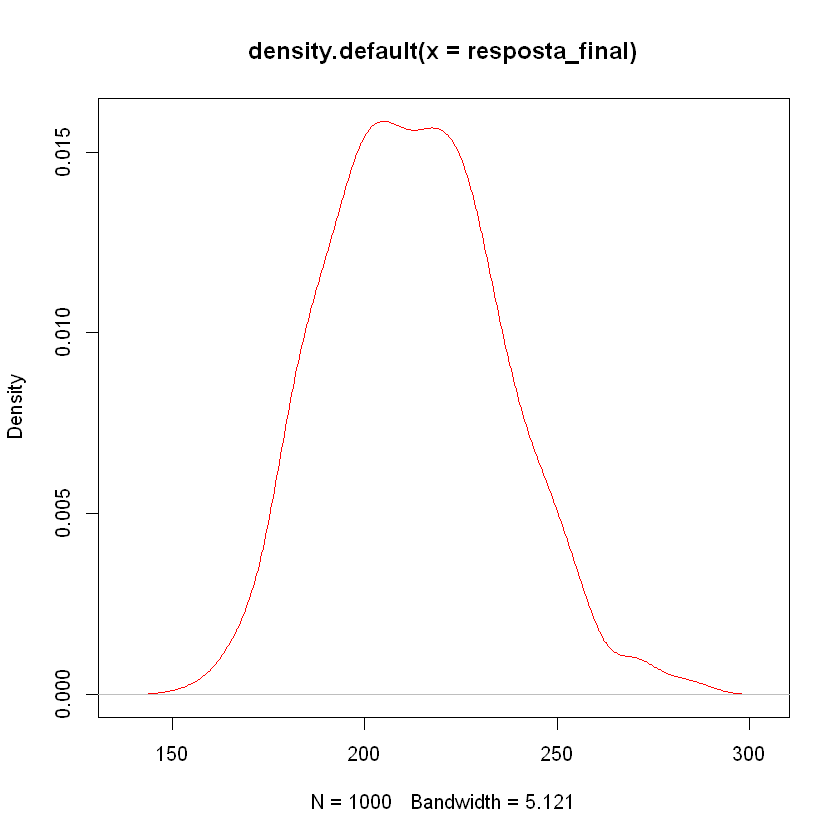 density.default(x = resposta_final)
Density
0.015
0.010
0.005
0.000
150 200 250 300
N = 1000 Bandwidth = 5.121